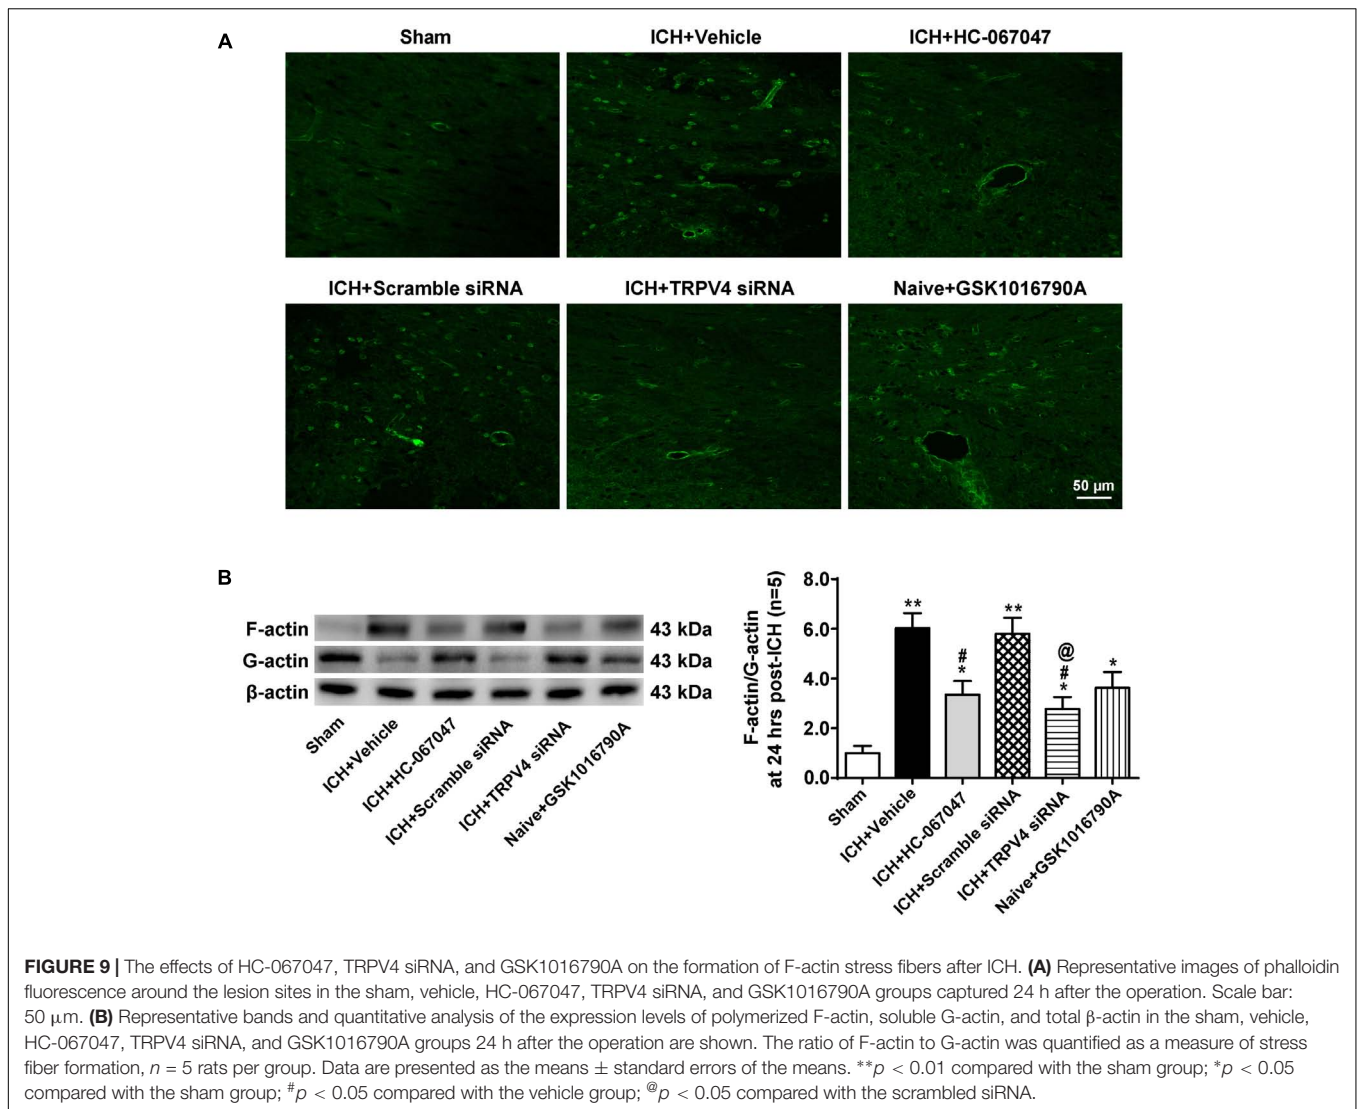 A
Sham
ICH+Vehicle
ICH+HC-067047
ICH+Scramble siRNA
ICH+TRPV4 siRNA
Naive+GSK1016790A
50 µm
B
F-actin
43 kDa
G-actin
43 kDa
β-actin
43 kDa
Sham
ICH+Vehicle
ICH+HC-067047
ICH+Scramble siRNA
ICH+TRPV4 siRNA
Naive+GSK1016790A
F-actin/G-actin
at 24 hrs post-ICH (n=5)
8.0
6.0
4.0
2.0
0.0
**
#
*
**
@
#
*
*
Sham
ICH+Vehicle
ICH+HC-067047
ICH+Scramble siRNA
ICH+TRPV4 siRNA
Naive+GSK1016790A
FIGURE 9 | The effects of HC-067047, TRPV4 siRNA, and GSK1016790A on the formation of F-actin stress fibers after ICH. (A) Representative images of phalloidin
fluorescence around the lesion sites in the sham, vehicle, HC-067047, TRPV4 siRNA, and GSK1016790A groups captured 24 h after the operation. Scale bar:
50 μm. (B) Representative bands and quantitative analysis of the expression levels of polymerized F-actin, soluble G-actin, and total β-actin in the sham, vehicle,
HC-067047, TRPV4 siRNA, and GSK1016790A groups 24 h after the operation are shown. The ratio of F-actin to G-actin was quantified as a measure of stress
fiber formation, n = 5 rats per group. Data are presented as the means ± standard errors of the means. **p < 0.01 compared with the sham group; *p < 0.05
compared with the sham group; #p < 0.05 compared with the vehicle group; @p < 0.05 compared with the scrambled siRNA.